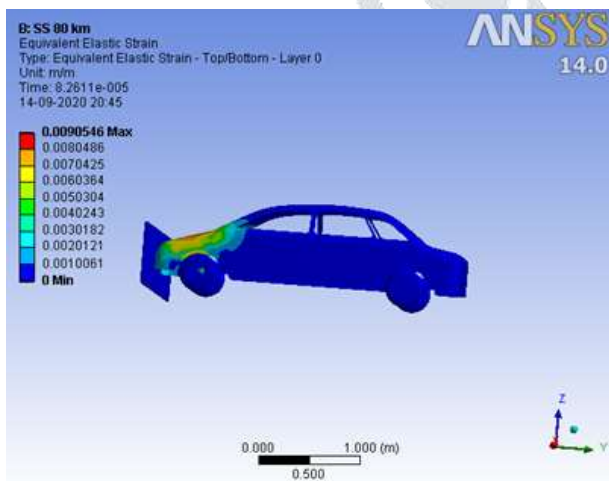 B: SS 80 km
Equivalent Elastic Strain
Type: Equivalent Elastic Strain - Top/Bottom - Layer 0
Unit: m/m
Time: 8.2611e-005
14-09-2020 20:45
ANSYS
14.0
0.0090546 Max
0.0080486
0.0070425
0.0060364
0.0050304
0.0040243
0.0030182
0.0020121
0.0010061
0 Min
Z
Y
0.000 1.000 (m)
0.500